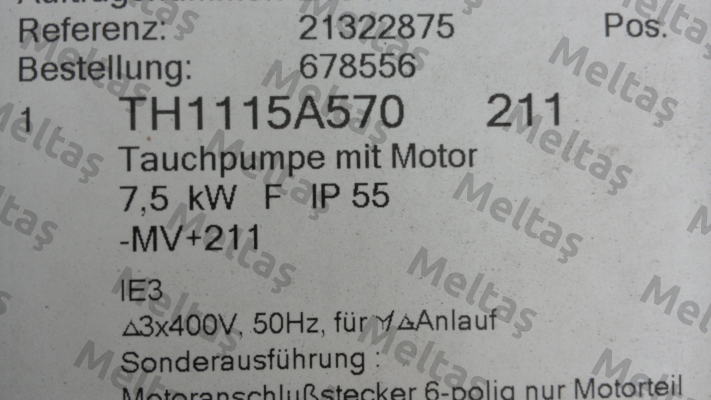 Referenz: 21322875 Pos.
Bestellung: 678556
1 TH1115A570 211
Tauchpumpe mit Motor
7,5 kW F IP 55
-MV+211
IE3
△3x400V, 50Hz, für Y△Anlauf
Sonderausführung :
Motoranschlußstecker 6-polig nur Motorteil
Meltaş